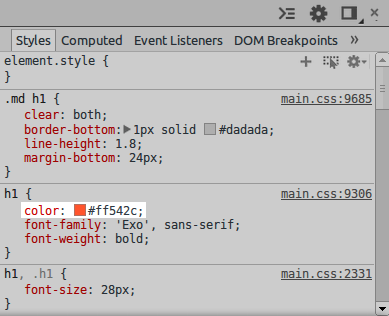 Styles Computed Event Listeners DOM Breakpoints »
element.style {
}
.md h1 { main.css:9685
clear: both;
border-bottom:▶1px solid #dadada;
line-height: 1.8;
margin-bottom: 24px;
}
h1 { main.css:9306
color: #ff542c;
font-family: 'Exo', sans-serif;
font-weight: bold;
}
h1, .h1 { main.css:2331
font-size: 28px;
}